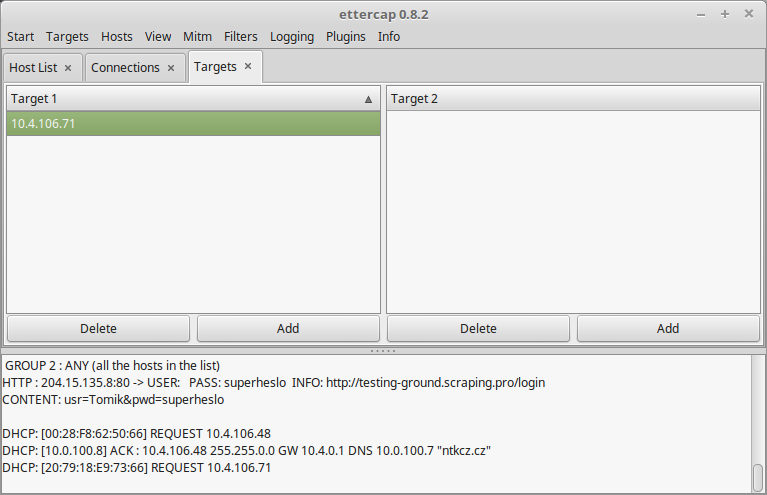 ettercap 0.8.2
Start Targets Hosts View Mitm Filters Logging Plugins Info
Host List × Connections × Targets ×
Target 1 Target 2
10.4.106.71
Delete Add Delete Add
GROUP 2 : ANY (all the hosts in the list)
HTTP : 204.15.135.8:80 -> USER: PASS: superheslo INFO: http://testing-ground.scraping.pro/login
CONTENT: usr=Tomik&pwd=superheslo
DHCP: [00:28:F8:62:50:66] REQUEST 10.4.106.48
DHCP: [10.0.100.8] ACK : 10.4.106.48 255.255.0.0 GW 10.4.0.1 DNS 10.0.100.7 "ntkcz.cz"
DHCP: [20:79:18:E9:73:66] REQUEST 10.4.106.71